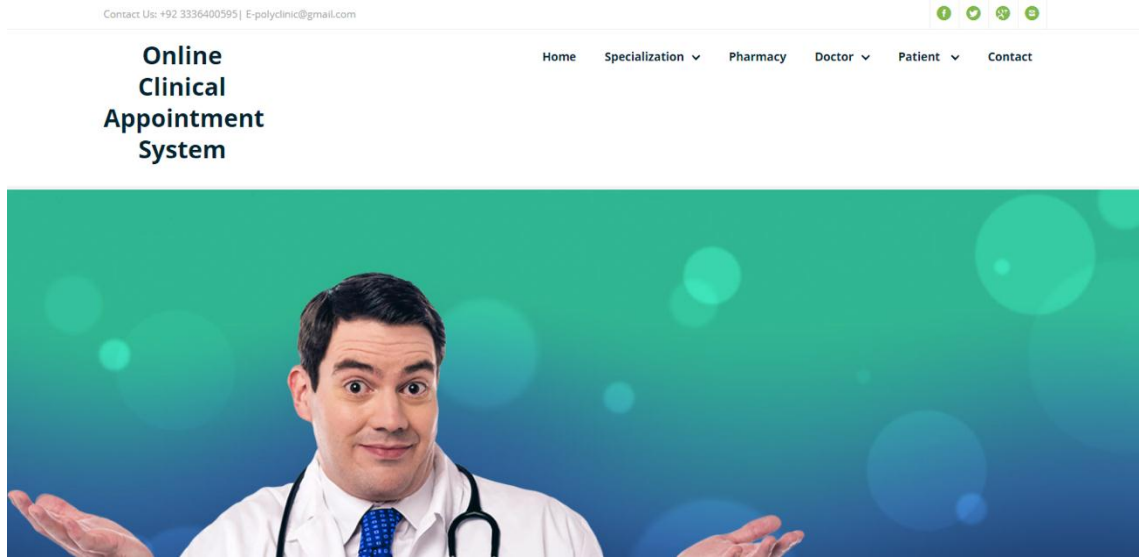 Contact Us: +92 3336400595| E-polyclinic@gmail.com
Online
Clinical
Appointment
System
Home Specialization Pharmacy Doctor Patient Contact